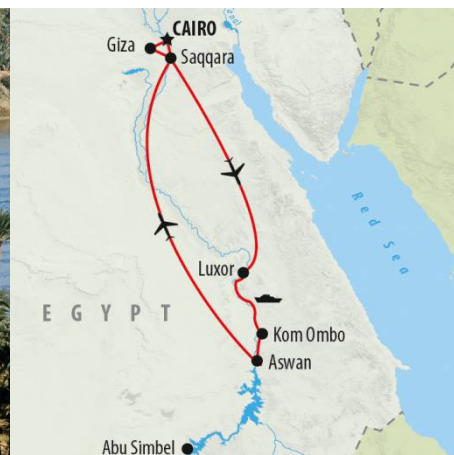 CAIRO
Giza
Saqqara
Red Sea
Luxor
EGYPT
Kom Ombo
Aswan
Abu Simbel